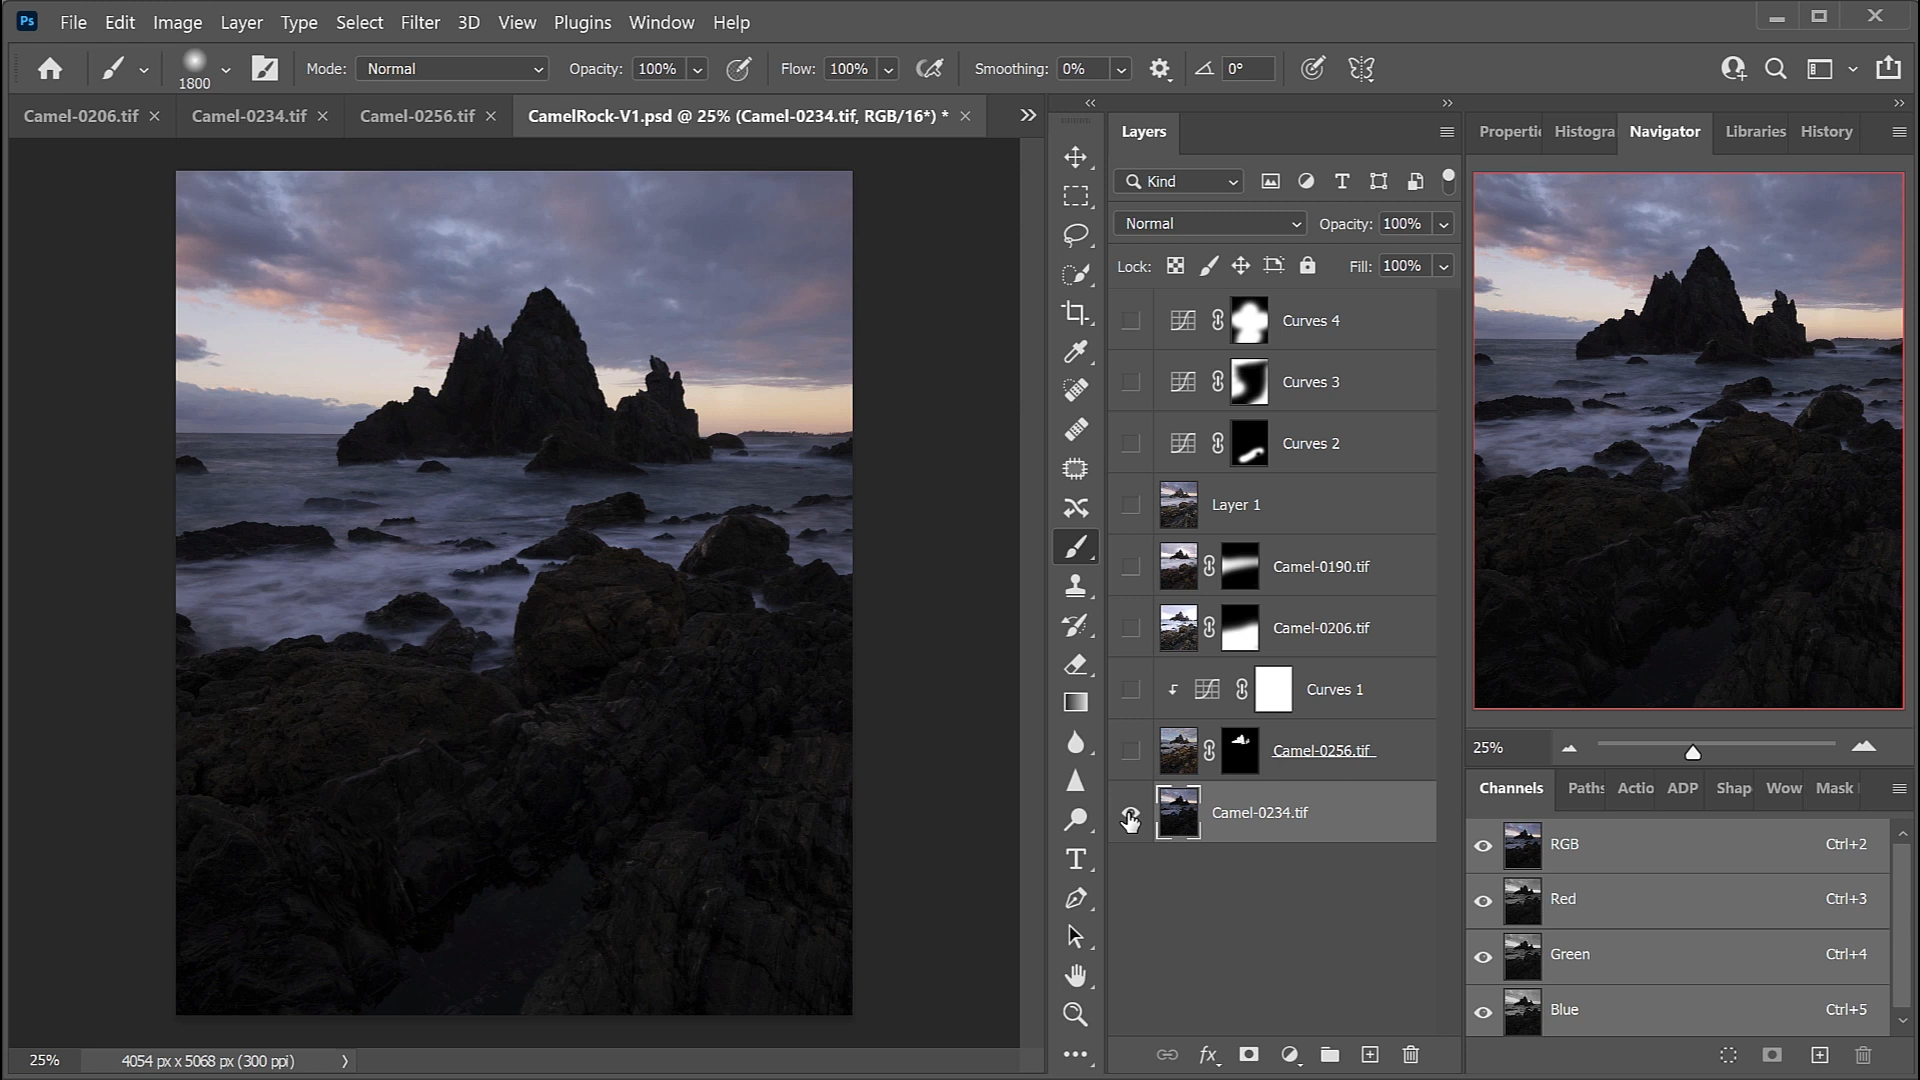 Ps File Edit Image Layer Type Select Filter 3D View Plugins Window Help
1800 Mode: Normal Opacity: 100% Flow: 100% Smoothing: 0% 0°
Camel-0206.tif Camel-0234.tif Camel-0256.tif CamelRock-V1.psd @ 25% (Camel-0234.tif, RGB/16*) *
Layers
Kind
Normal Opacity: 100%
Lock: Fill: 100%
Curves 4
Curves 3
Curves 2
Layer 1
Camel-0190.tif
Camel-0206.tif
Curves 1
Camel-0256.tif
Camel-0234.tif
Properti Histogra Navigator Libraries History
25%
Channels Paths Actio ADP Shap Wow Mask
RGB Ctrl+2
Red Ctrl+3
Green Ctrl+4
Blue Ctrl+5
25% 4054 px x 5068 px (300 ppi)
fx